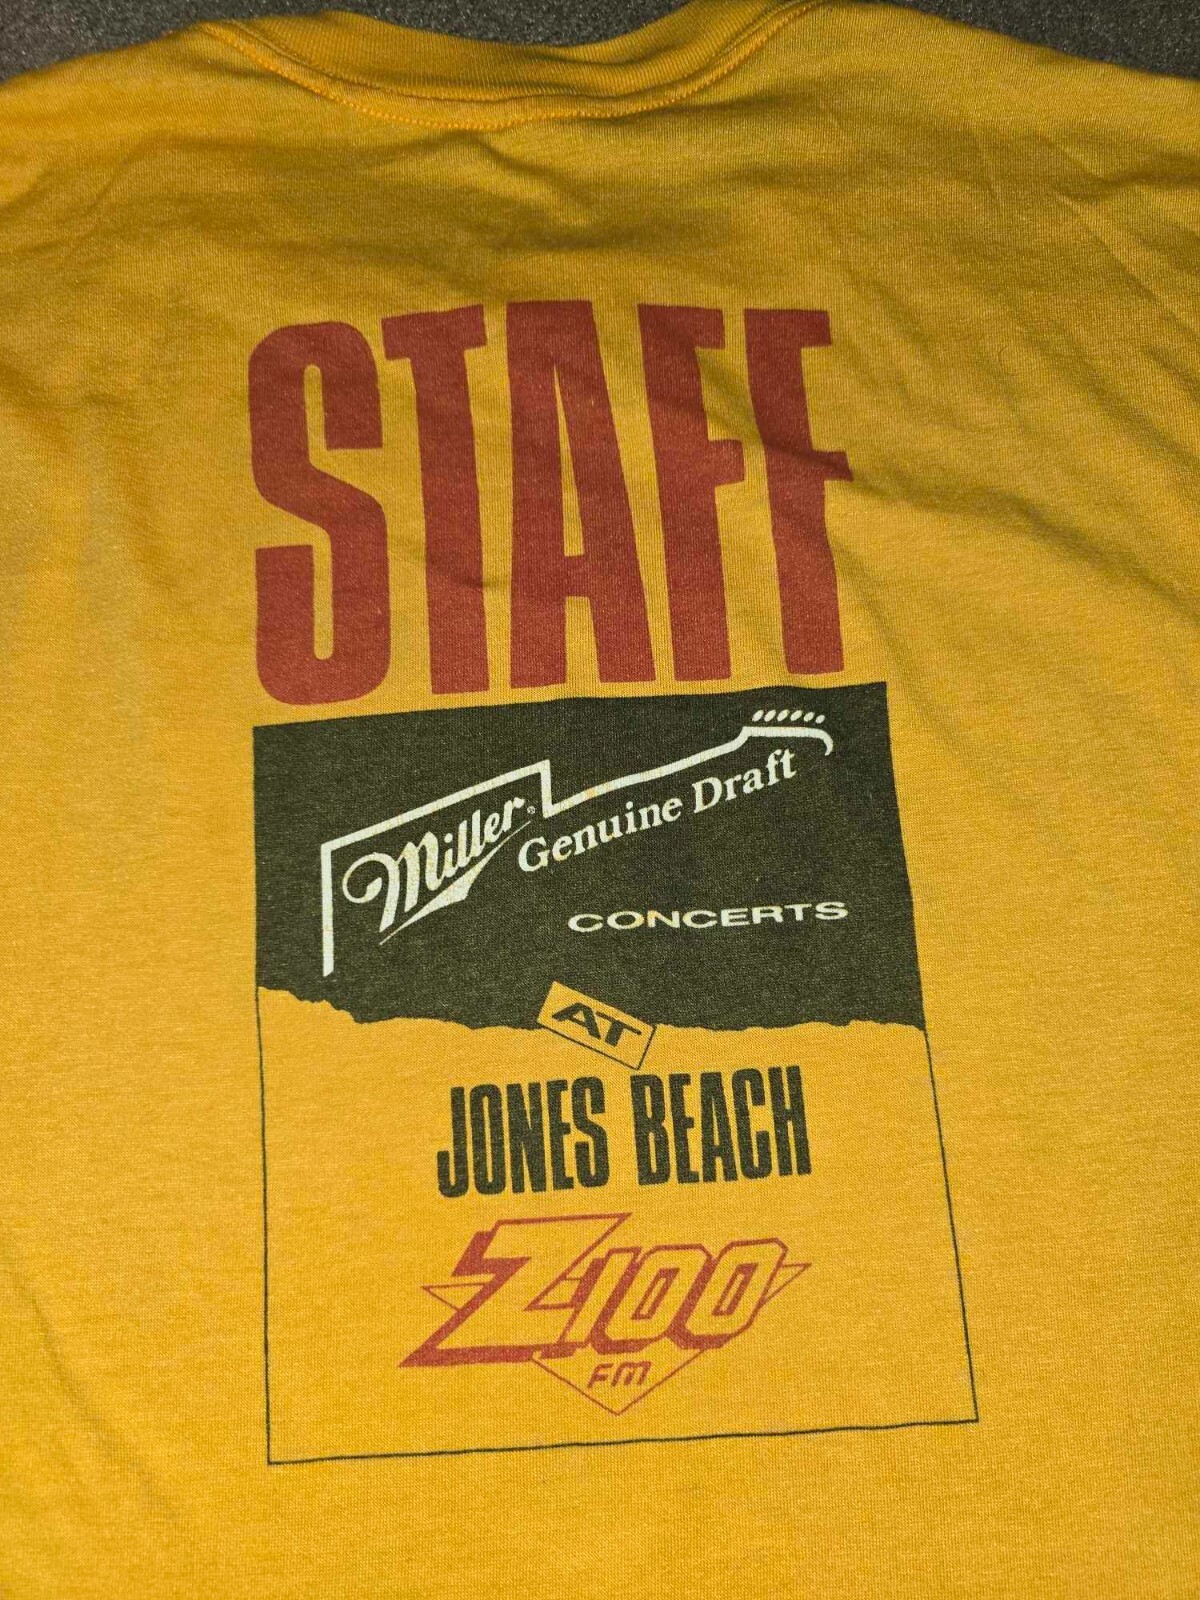 STAFF
Miller®
Genuine Draft
CONCERTS
AT
JONES BEACH
Z100
FM